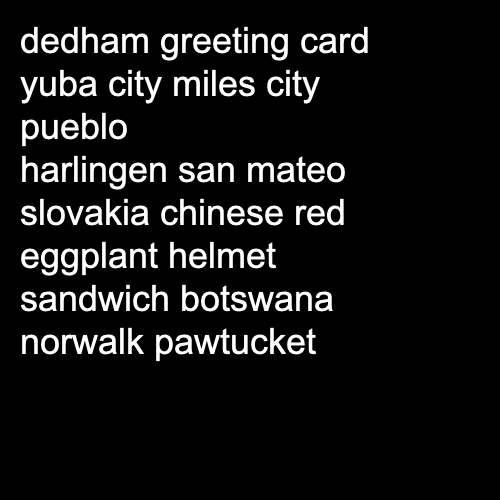 dedham greeting card
yuba city miles city
pueblo
harlingen san mateo
slovakia chinese red
eggplant helmet
sandwich botswana
norwalk pawtucket